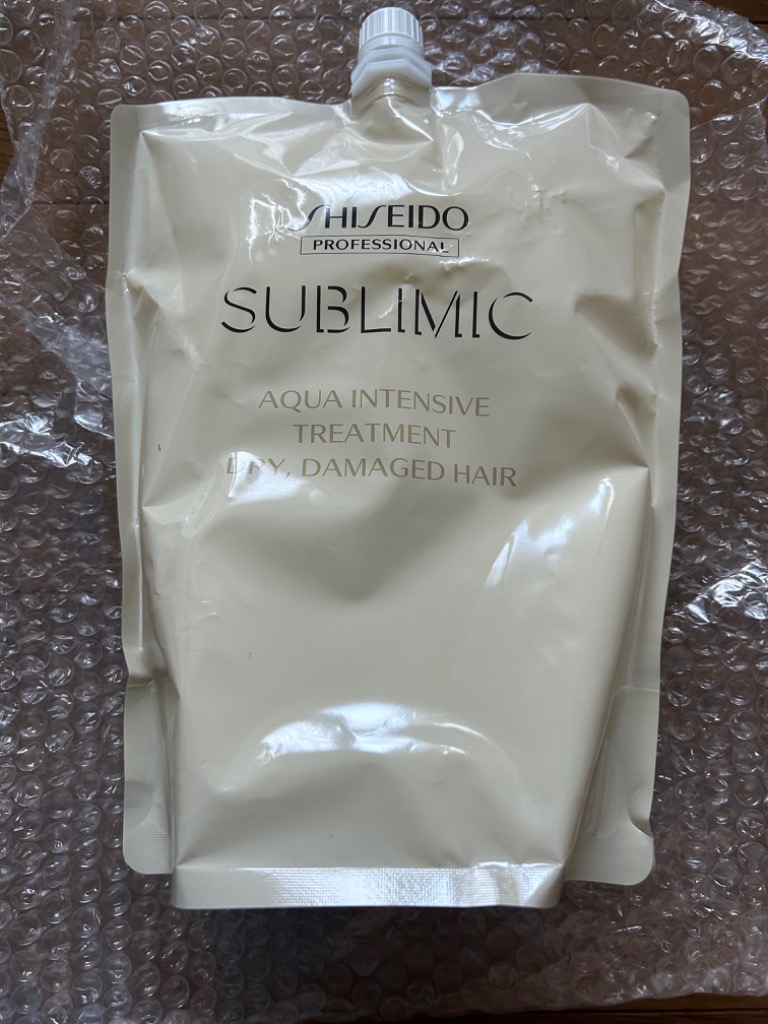 SHISEIDO
PROFESSIONAL
SUBLIMIC
AQUA INTENSIVE
TREATMENT
DRY, DAMAGED HAIR